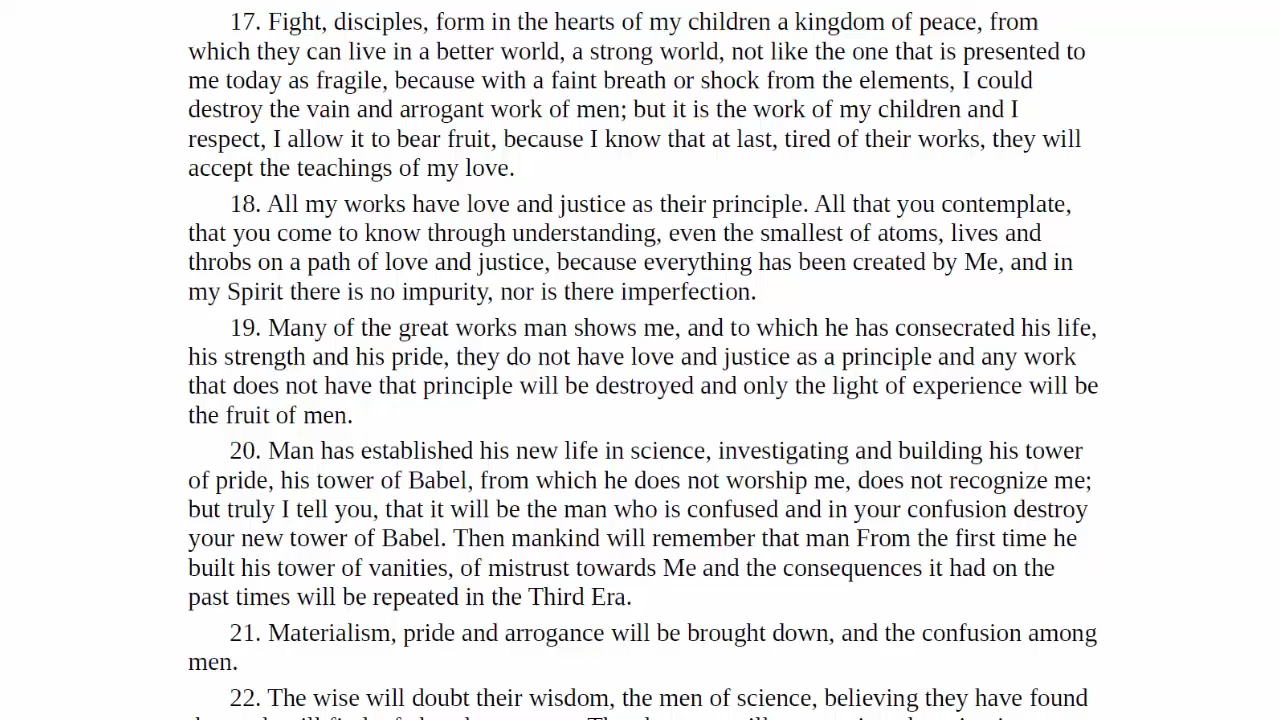 17. Fight, disciples, form in the hearts of my children a kingdom of peace, from
which they can live in a better world, a strong world, not like the one that is presented to
me today as fragile, because with a faint breath or shock from the elements, I could
destroy the vain and arrogant work of men; but it is the work of my children and I
respect, I allow it to bear fruit, because I know that at last, tired of their works, they will
accept the teachings of my love.
18. All my works have love and justice as their principle. All that you contemplate,
that you come to know through understanding, even the smallest of atoms, lives and
throbs on a path of love and justice, because everything has been created by Me, and in
my Spirit there is no impurity, nor is there imperfection.
19. Many of the great works man shows me, and to which he has consecrated his life,
his strength and his pride, they do not have love and justice as a principle and any work
that does not have that principle will be destroyed and only the light of experience will be
the fruit of men.
20. Man has established his new life in science, investigating and building his tower
of pride, his tower of Babel, from which he does not worship me, does not recognize me;
but truly I tell you, that it will be the man who is confused and in your confusion destroy
your new tower of Babel. Then mankind will remember that man From the first time he
built his tower of vanities, of mistrust towards Me and the consequences it had on the
past times will be repeated in the Third Era.
21. Materialism, pride and arrogance will be brought down, and the confusion among
men.
22. The wise will doubt their wisdom, the men of science, believing they have found